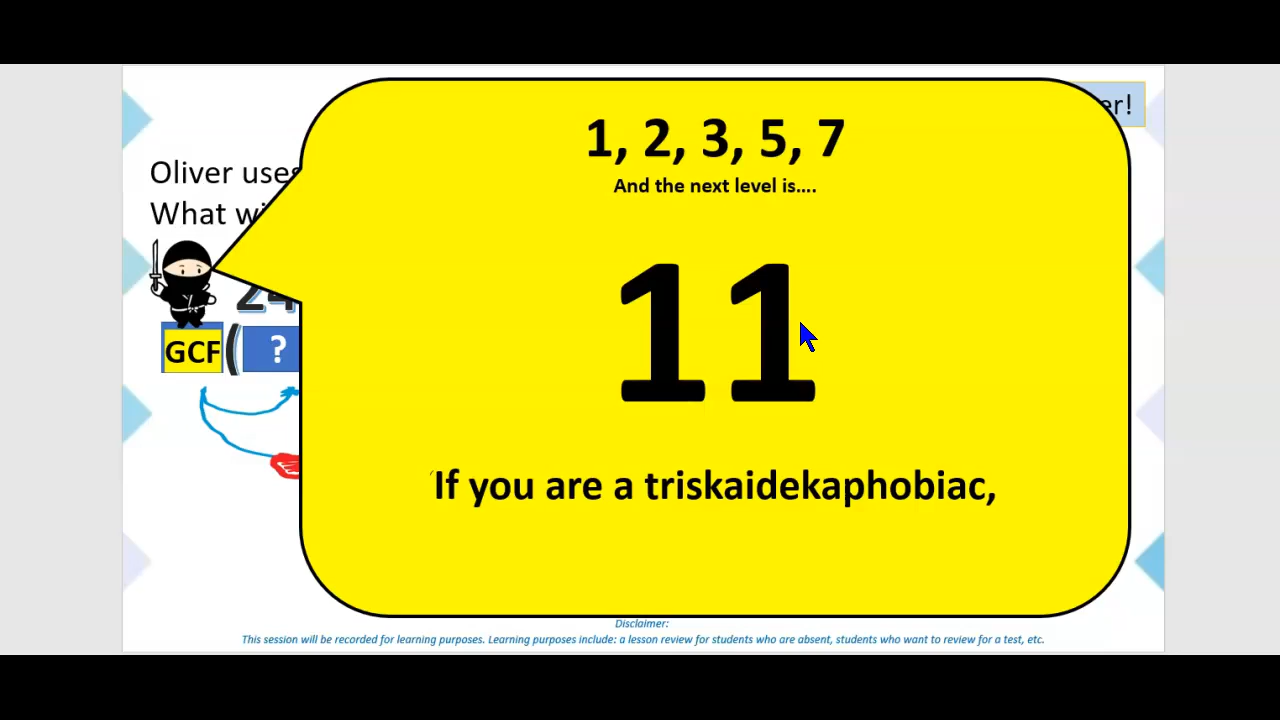 1, 2, 3, 5, 7
And the next level is....
er!
Oliver uses
What wi
11
24
GCF ( ?
If you are a triskaidekaphobiac,
Disclaimer:
This session will be recorded for learning purposes. Learning purposes include: a lesson review for students who are absent, students who want to review for a test, etc.